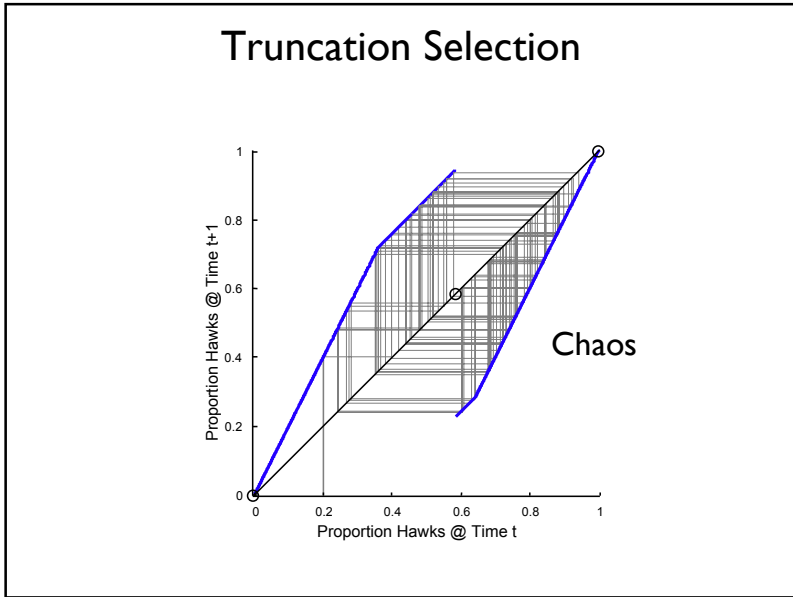 Truncation Selection
1
0.8
0.6
0.4
0.2
0
Proportion Hawks @ Time t+1
Chaos
0 0.2 0.4 0.6 0.8 1
Proportion Hawks @ Time t